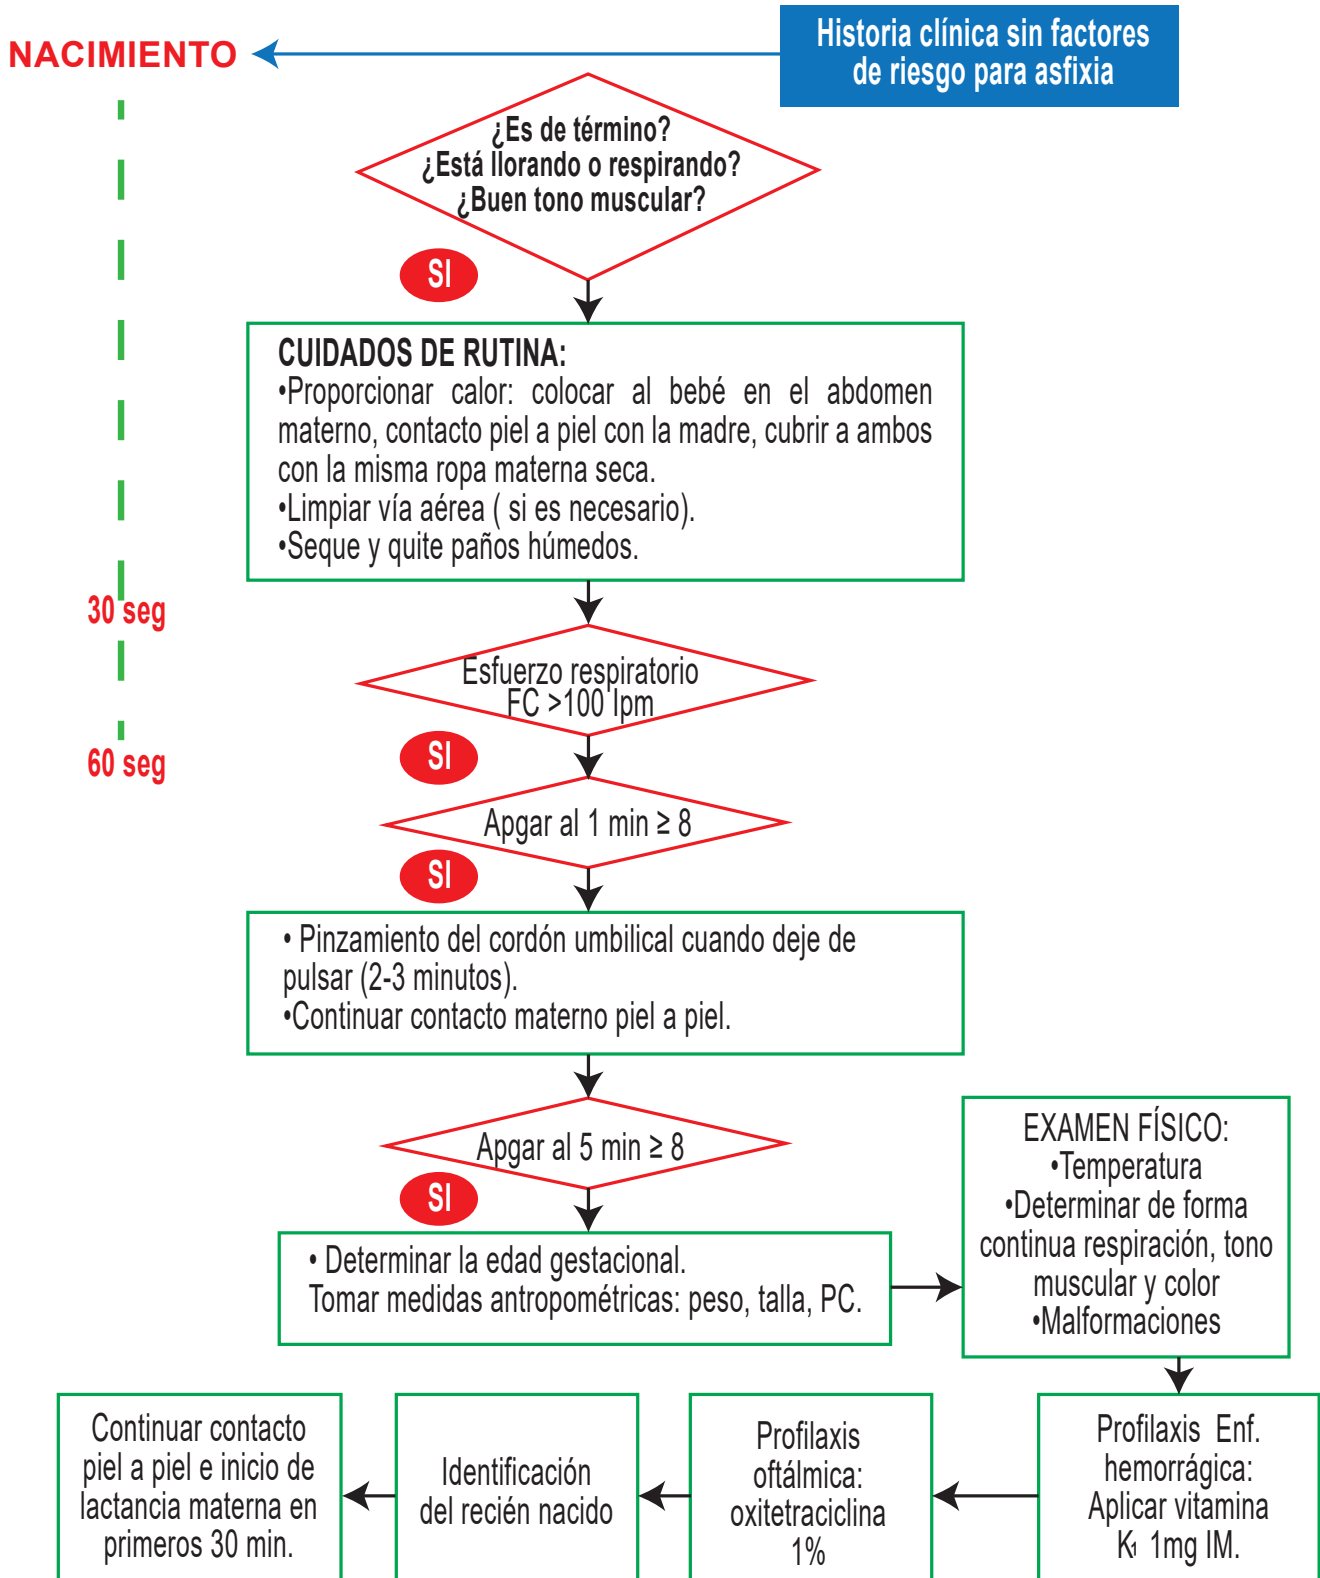 Historia clínica sin factores
de riesgo para asfixia
NACIMIENTO
¿Es de término?
¿Está llorando o respirando?
¿Buen tono muscular?
SI
CUIDADOS DE RUTINA:
•Proporcionar calor: colocar al bebé en el abdomen
materno, contacto piel a piel con la madre, cubrir a ambos
con la misma ropa materna seca.
•Limpiar vía aérea ( si es necesario).
•Seque y quite paños húmedos.
30 seg
Esfuerzo respiratorio
FC >100 lpm
SI
60 seg
Apgar al 1 min ≥ 8
SI
• Pinzamiento del cordón umbilical cuando deje de
pulsar (2-3 minutos).
•Continuar contacto materno piel a piel.
Apgar al 5 min ≥ 8
SI
• Determinar la edad gestacional.
Tomar medidas antropométricas: peso, talla, PC.
EXAMEN FÍSICO:
•Temperatura
•Determinar de forma
continua respiración, tono
muscular y color
•Malformaciones
Profilaxis Enf.
hemorrágica:
Aplicar vitamina
K₁ 1mg IM.
Profilaxis
oftálmica:
oxitetraciclina
1%
Identificación
del recién nacido
Continuar contacto
piel a piel e inicio de
lactancia materna en
primeros 30 min.